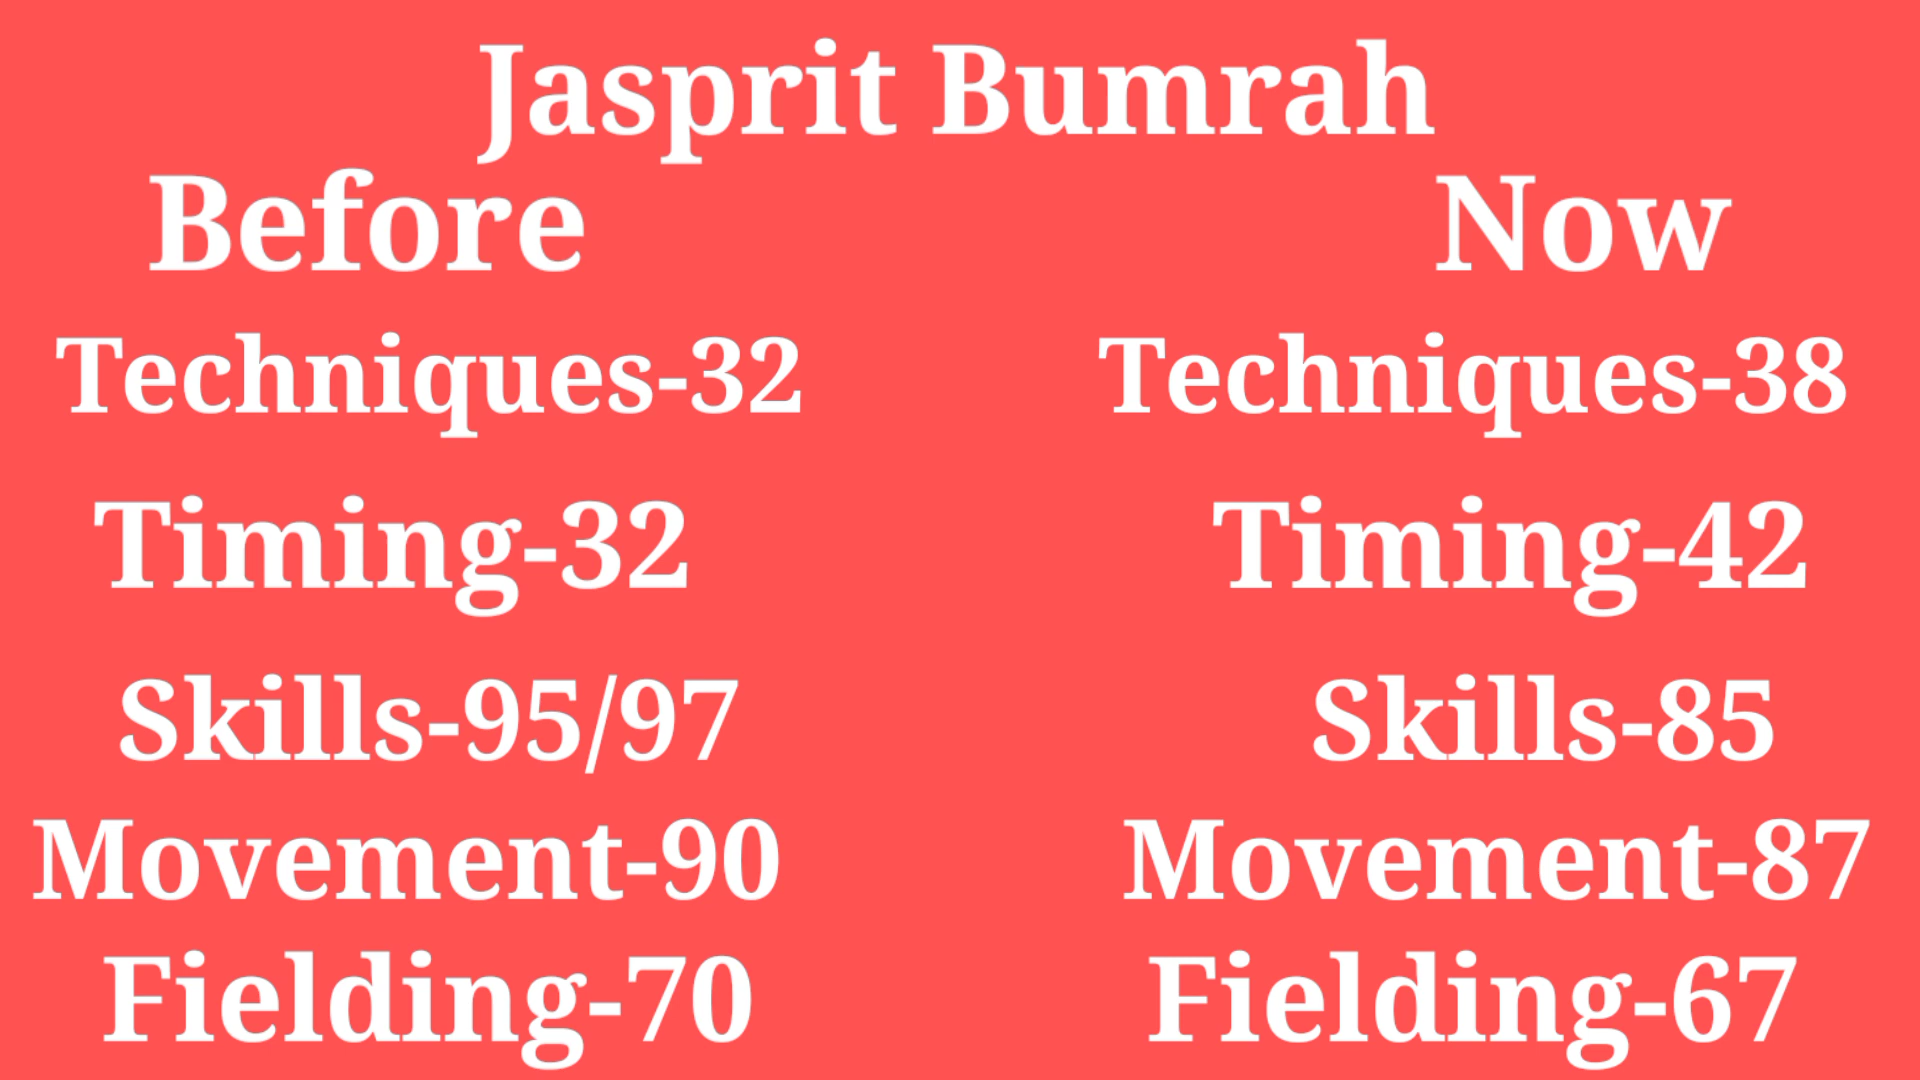 Jasprit Bumrah
Before Now
Techniques-32 Techniques-38
Timing-32 Timing-42
Skills-95/97 Skills-85
Movement-90 Movement-87
Fielding-70 Fielding-67